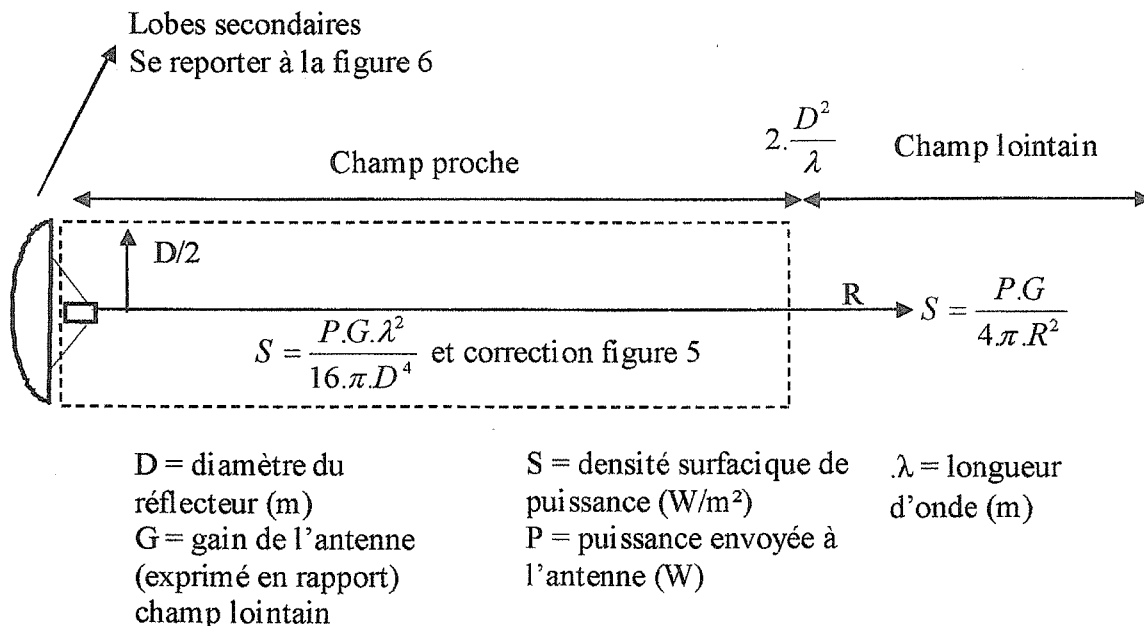 Lobes secondaires
Se reporter à la figure 6
2. D² / λ
Champ proche
Champ lointain
D/2
R
S = P.G / 4.π.R²
S = P.G.λ² / 16.π.D⁴ et correction figure 5
D = diamètre du
réflecteur (m)
G = gain de l'antenne
(exprimé en rapport)
champ lointain
S = densité surfacique de
puissance (W/m²)
P = puissance envoyée à
l'antenne (W)
.λ = longueur
d'onde (m)